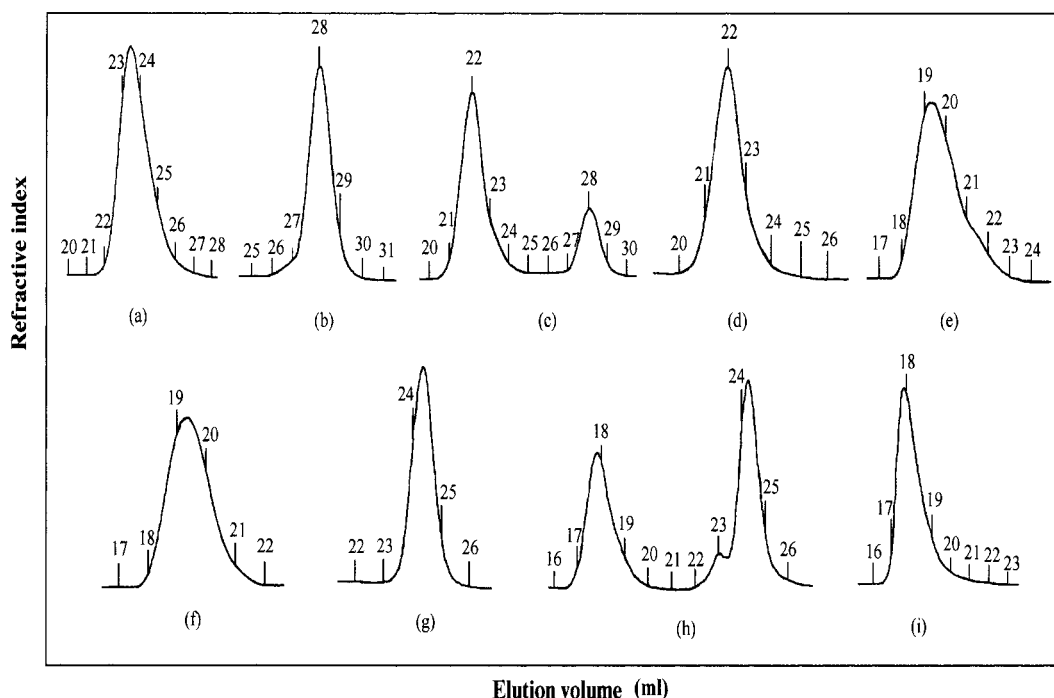 Refractive index
20 21 22 23 24 25 26 27 28
25 26 27 28 29 30 31
20 21 22 23 24 25 26 27 28 29 30
20 21 22 23 24 25 26
17 18 19 20 21 22 23 24
(a) (b) (c) (d) (e)
17 18 19 20 21 22
22 23 24 25 26
16 17 18 19 20 21 22 23 24 25 26
16 17 18 19 20 21 22 23
(f) (g) (h) (i)
Elution volume (ml)